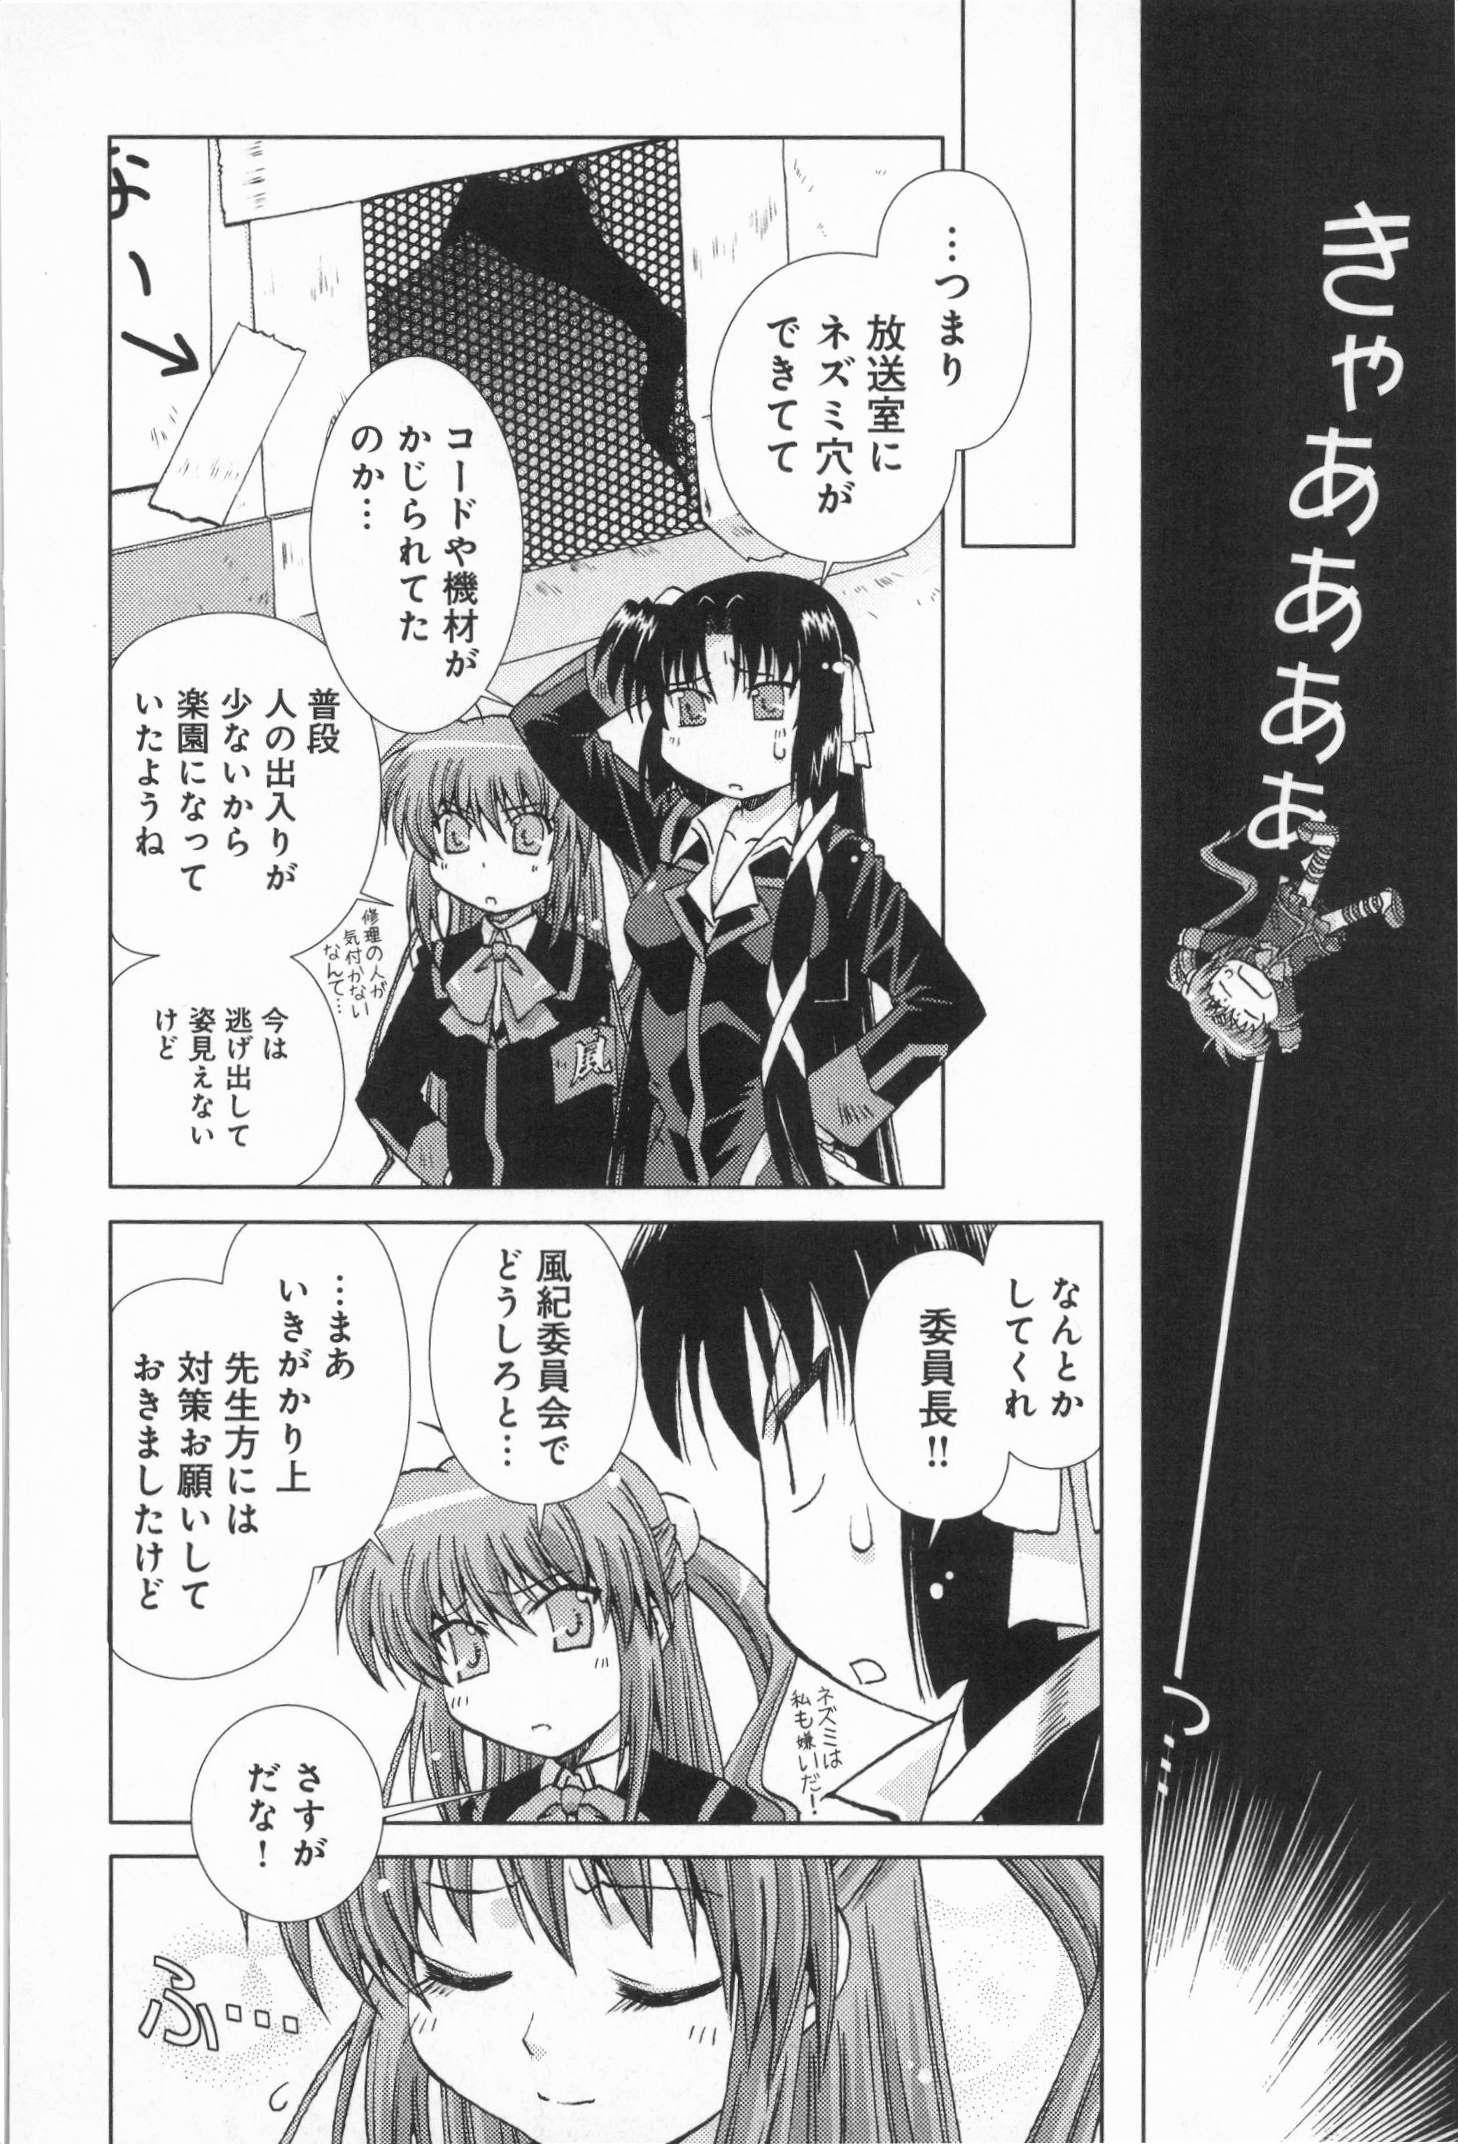 きゃあああああ
っ…
…つまり
放送室に
ネズミ穴が
できてて
コードや機材が
かじられてた
のか…
なー
普段
人の出入りが
少ないから
楽園になって
いたようね
修理の人が
気付かない
なんて…
今は
逃げ出して
姿見えない
けど
風
なんとか
してくれ
委員長!!
風紀委員会で
どうしろと…
ネズミは
私も嫌いだ!
…まあ
いきがかり上
先生方には
対策お願いして
おきましたけど
さすが
だな!
ふ…